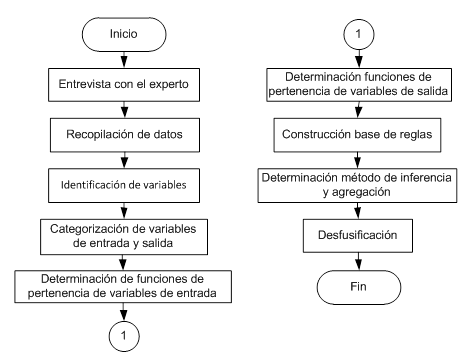 Inicio
Entrevista con el experto
Recopilación de datos
Identificación de variables
Categorización de variables
de entrada y salida
Determinación de funciones de
pertenencia de variables de entrada
1
1
Determinación funciones de
pertenencia de variables de salida
Construcción base de reglas
Determinación método de inferencia
y agregación
Desfusificación
Fin